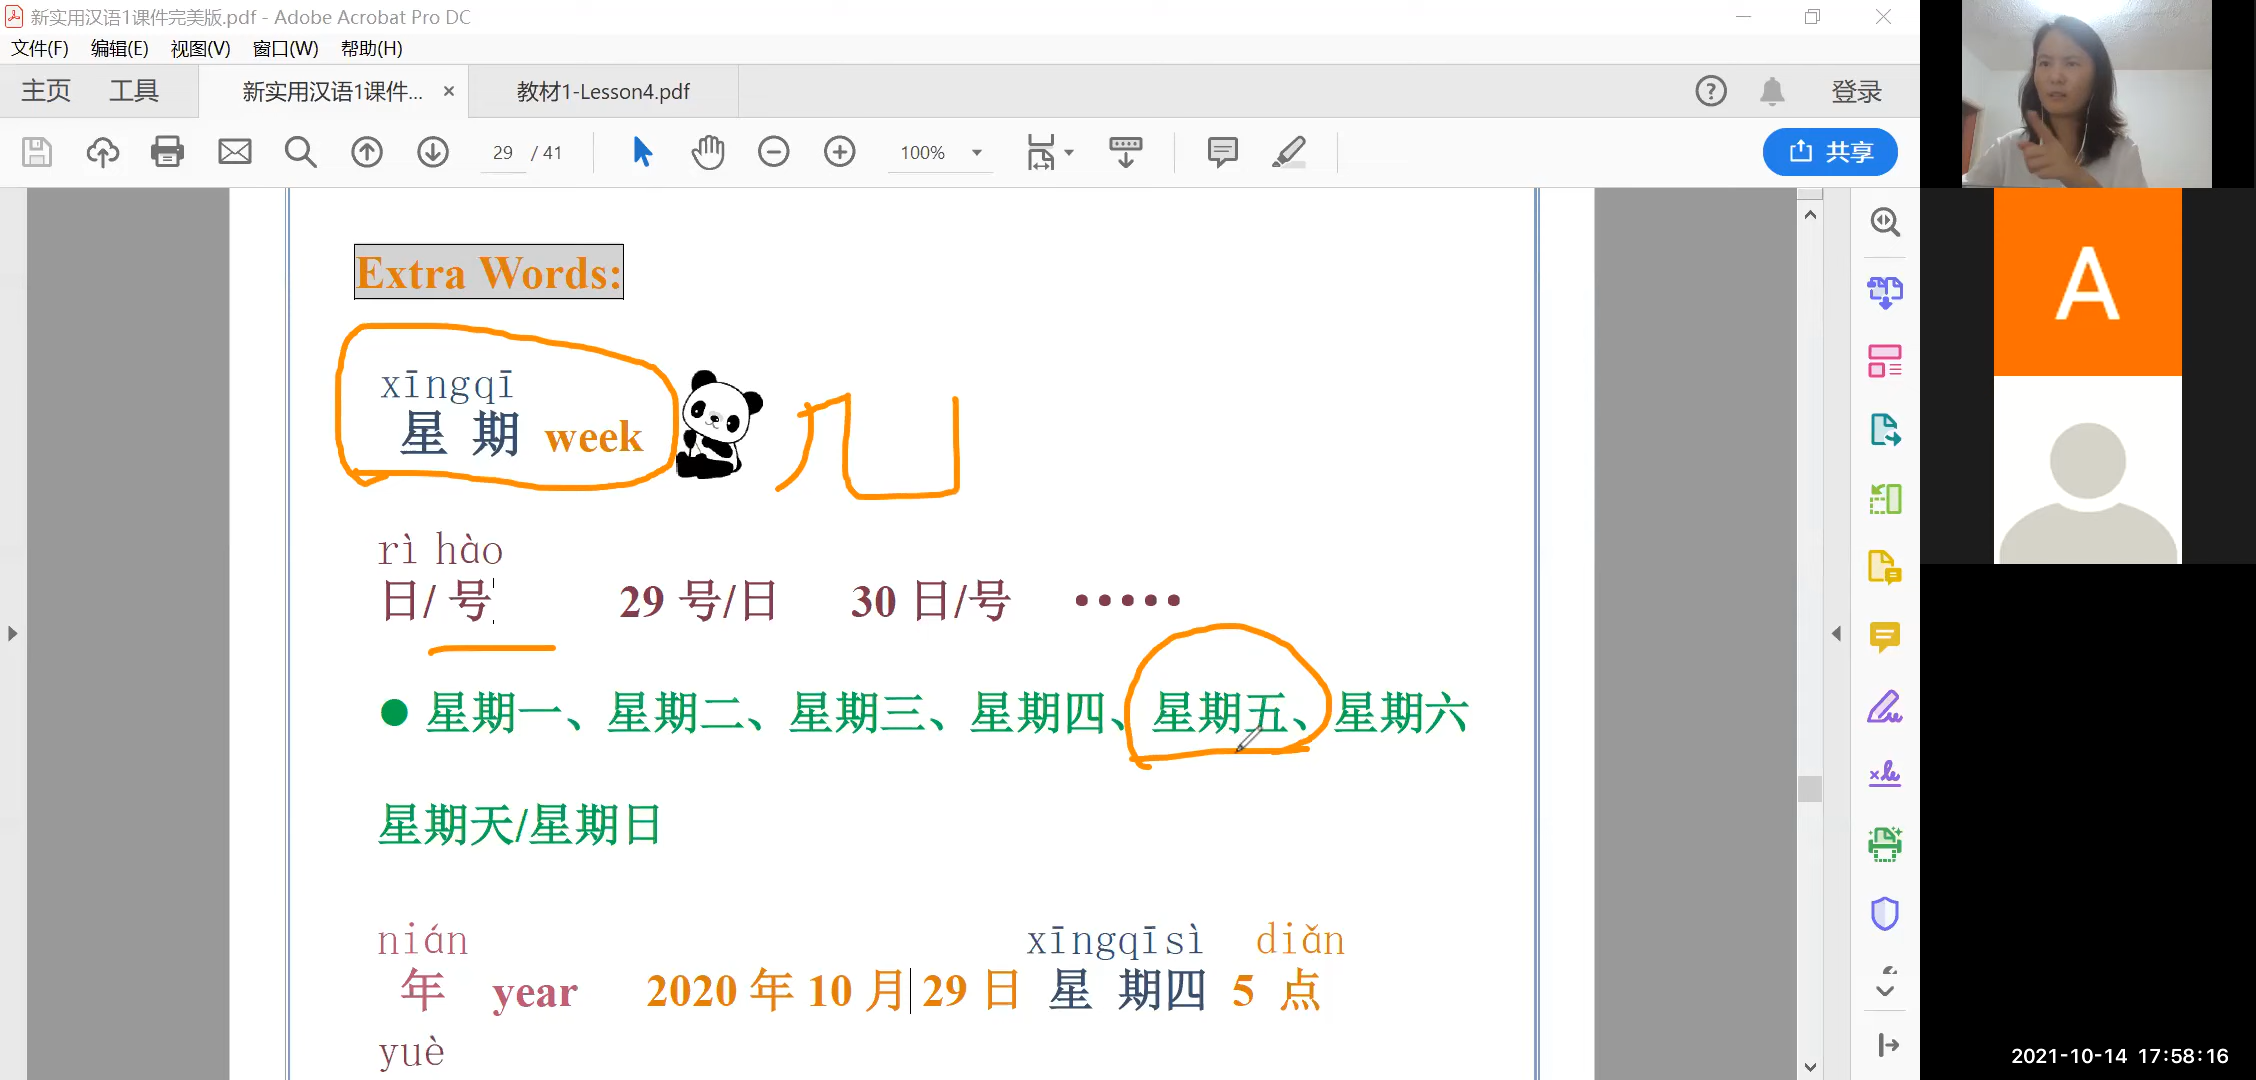 新实用汉语1课件完美版.pdf - Adobe Acrobat Pro DC
文件(F) 编辑(E) 视图(V) 窗口(W) 帮助(H)
主页 工具 新实用汉语1课件... × 教材1-Lesson4.pdf 登录
29 / 41 100% 共享
Extra Words:
xīngqī
星 期 week 几
rì hào
日/ 号 29 号/日 30 日/号 •••••
● 星期一、星期二、星期三、星期四、星期五、星期六
星期天/星期日
nián xīngqīsì diǎn
年 year 2020 年 10 月 29 日 星 期四 5 点
yuè
A
2021-10-14 17:58:16